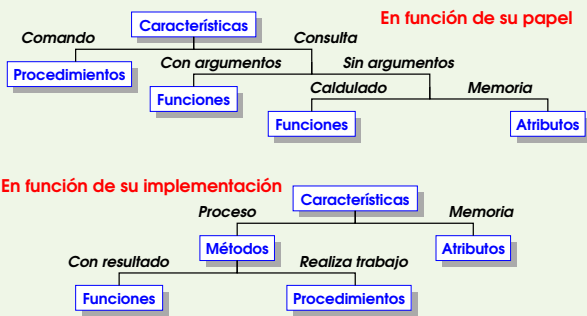 En función de su papel
Características
Comando
Consulta
Procedimientos
Con argumentos
Sin argumentos
Funciones
Caldulado
Memoria
Funciones
Atributos
En función de su implementación
Características
Proceso
Memoria
Métodos
Atributos
Con resultado
Realiza trabajo
Funciones
Procedimientos